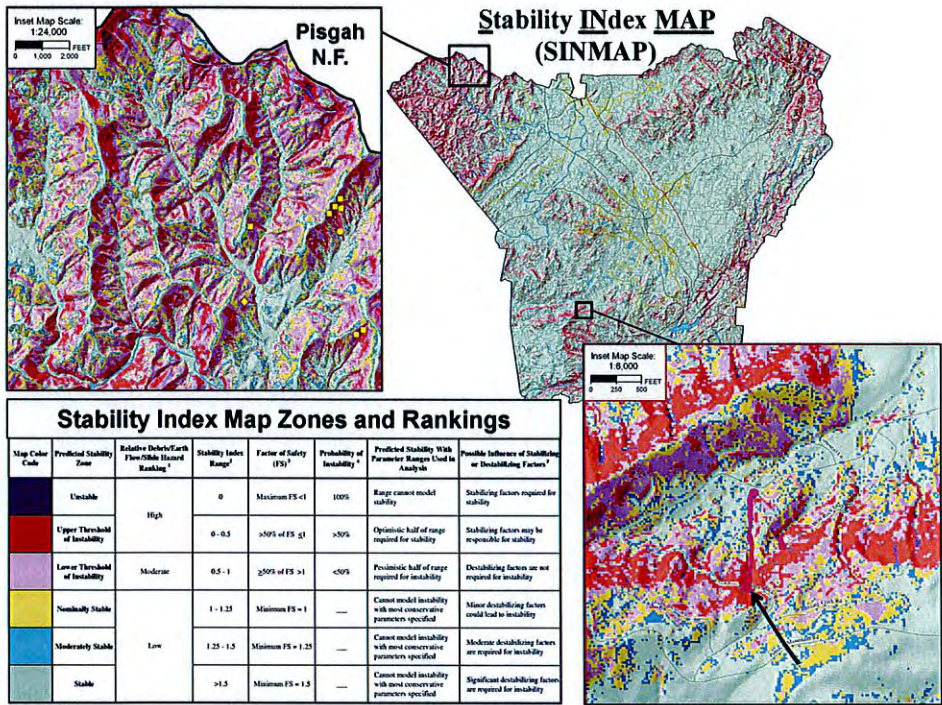 Inset Map Scale:
1:24,000
FEET
0 1,000 2,000
Pisgah
N.F.
Stability INdex MAP
(SINMAP)
Inset Map Scale:
1:6,000
FEET
0 250 500
Stability Index Map Zones and Rankings
Map Color
Code
Predicted Stability
Zone
Relative Debris/Earth
Flow/Slide Hazard
Ranking
Stability Index
Range
Factor of Safety
(FS)
Probability of
Instability
Predicted Stability With
Parameter Ranges Used in
Analysis
Possible Influence of Stabilizing
or Destabilizing Factors
Unstable
High
0
Maximum FS <1
100%
Range cannot model
stability
Stabilizing factors required for
stability
Upper Threshold
of Instability
0 - 0.5
>50% of FS ≤1
>50%
Optimistic half of range
required for stability
Stabilizing factors may be
responsible for stability
Lower Threshold
of Instability
Moderate
0.5 - 1
≥50% of FS >1
<50%
Pessimistic half of range
required for instability
Destabilizing factors are not
required for instability
Nominally Stable
Low
1 - 1.25
Minimum FS = 1
—
Cannot model instability
with most conservative
parameters specified
Minor destabilizing factors
could lead to instability
Moderately Stable
1.25 - 1.5
Minimum FS = 1.25
—
Cannot model instability
with most conservative
parameters specified
Moderate destabilizing factors
are required for instability
Stable
>1.5
Minimum FS = 1.5
—
Cannot model instability
with most conservative
parameters specified
Significant destabilizing factors
are required for instability